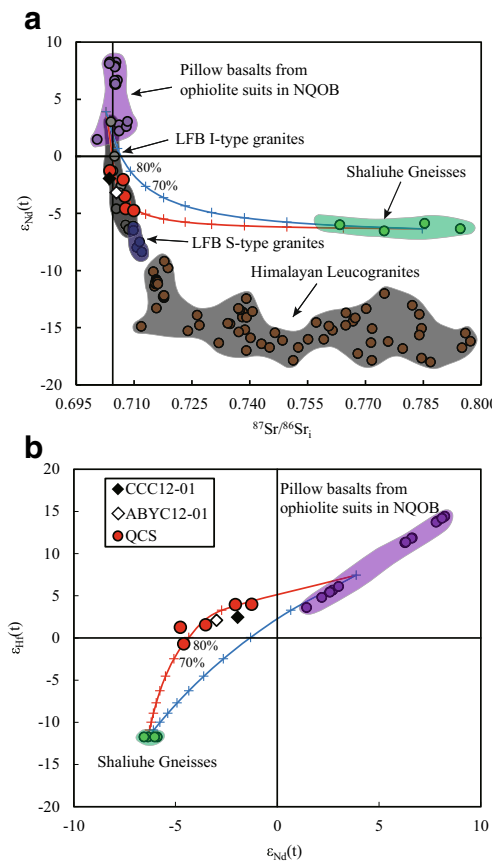 a
10
5
0
-5
-10
-15
-20
εNd(t)
Pillow basalts from
ophiolite suits in NQOB
LFB I-type granites
80%
70%
Shaliuhe Gneisses
LFB S-type granites
Himalayan Leucogranites
0.695 0.710 0.725 0.740 0.755 0.770 0.785 0.800
87Sr/86Sri
b
20
15
10
5
0
-5
-10
-15
-20
εHf(t)
CCC12-01
ABYC12-01
QCS
Pillow basalts from
ophiolite suits in NQOB
80%
70%
Shaliuhe Gneisses
-10 -5 0 5 10
εNd(t)